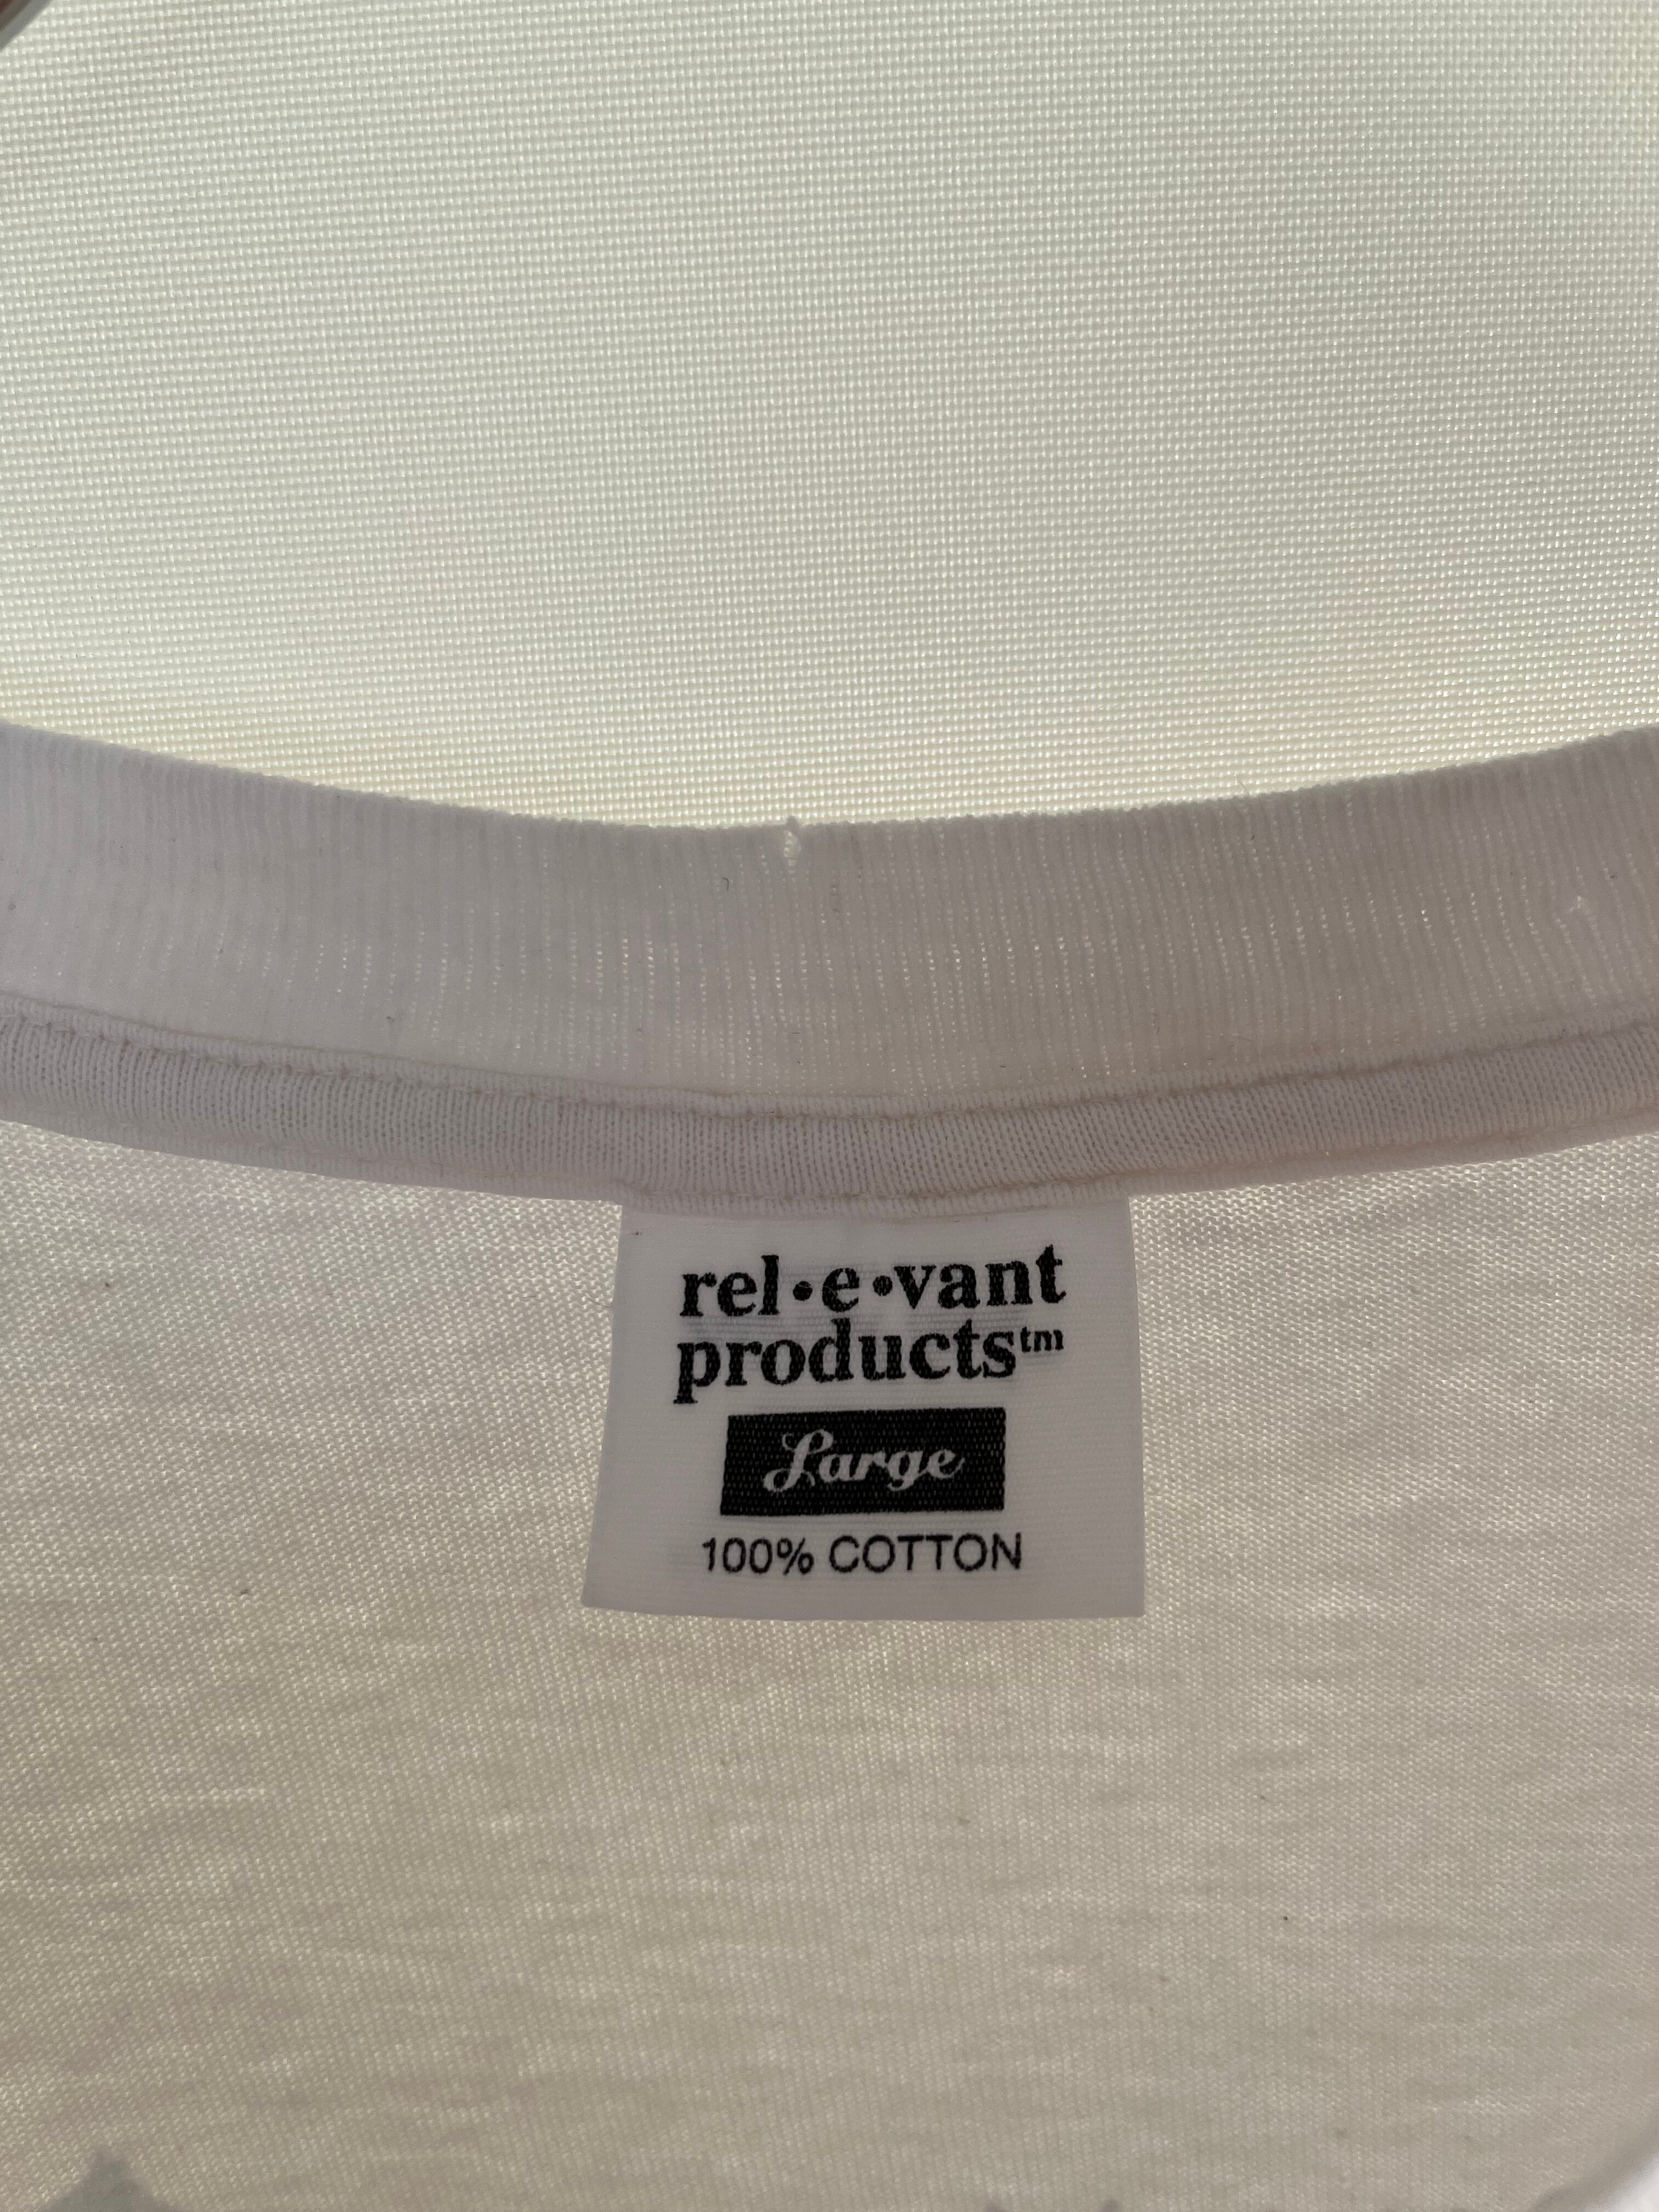 rel•e•vant
products™
Large
100% COTTON